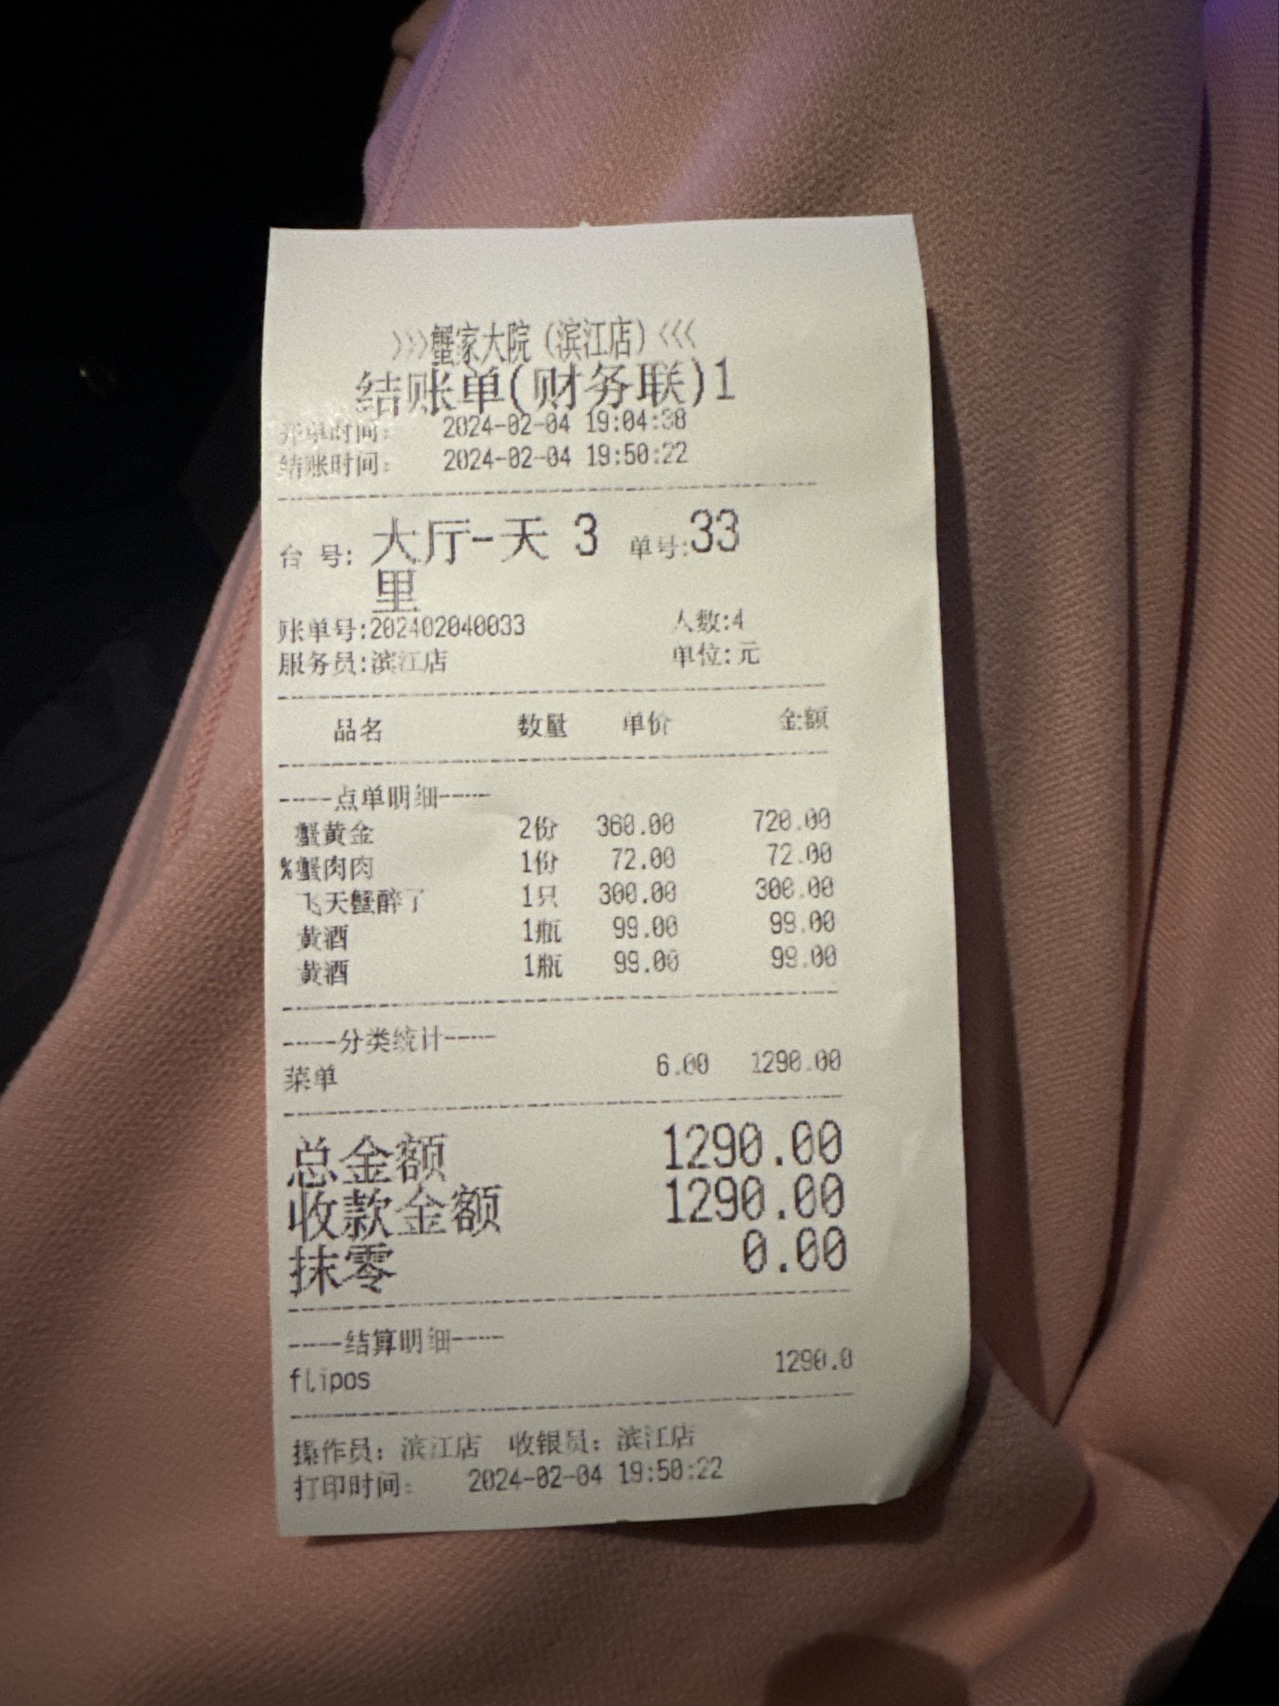 >>>蟹家大院(滨江店)<<<
结账单(财务联)1
开单时间: 2024-02-04 19:04:38
结账时间: 2024-02-04 19:50:22
台 号: 大厅-天 3 单号:33
里
账单号:202402040033 人数:4
服务员:滨江店 单位:元
品名 数量 单价 金额
-----点单明细-----
蟹黄金 2份 360.00 720.00
%蟹肉肉 1份 72.00 72.00
飞天蟹醉了 1只 300.00 300.00
黄酒 1瓶 99.00 99.00
黄酒 1瓶 99.00 99.00
-----分类统计-----
菜单 6.00 1290.00
总金额 1290.00
收款金额 1290.00
抹零 0.00
-----结算明细-----
flipos 1290.0
操作员: 滨江店 收银员: 滨江店
打印时间: 2024-02-04 19:50:22